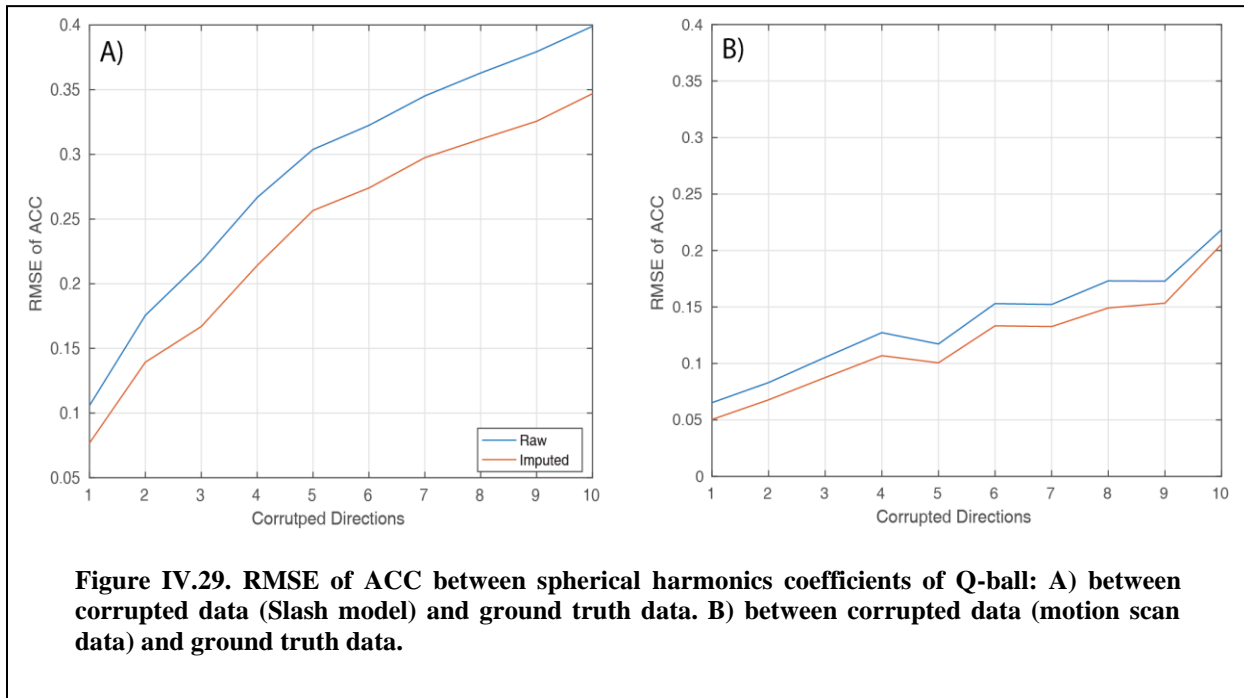 A)
0.4
0.35
0.3
0.25
0.2
0.15
0.1
0.05
RMSE of ACC
1 2 3 4 5 6 7 8 9 10
Corrutped Directions
Raw
Imputed
B)
0.4
0.35
0.3
0.25
0.2
0.15
0.1
0.05
0
RMSE of ACC
1 2 3 4 5 6 7 8 9 10
Corrupted Directions
Figure IV.29. RMSE of ACC between spherical harmonics coefficients of Q-ball: A) between
corrupted data (Slash model) and ground truth data. B) between corrupted data (motion scan
data) and ground truth data.